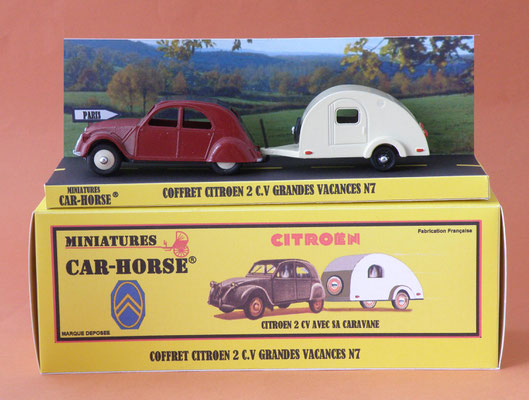 PARIS
MINIATURES
CAR-HORSE®
COFFRET CITROEN 2 C.V GRANDES VACANCES N7
MINIATURES
CAR-HORSE®
MARQUE DEPOSEE
CITROËN
Fabrication Française
CITROEN 2 CV AVEC SA CARAVANE
COFFRET CITROEN 2 C.V GRANDES VACANCES N7